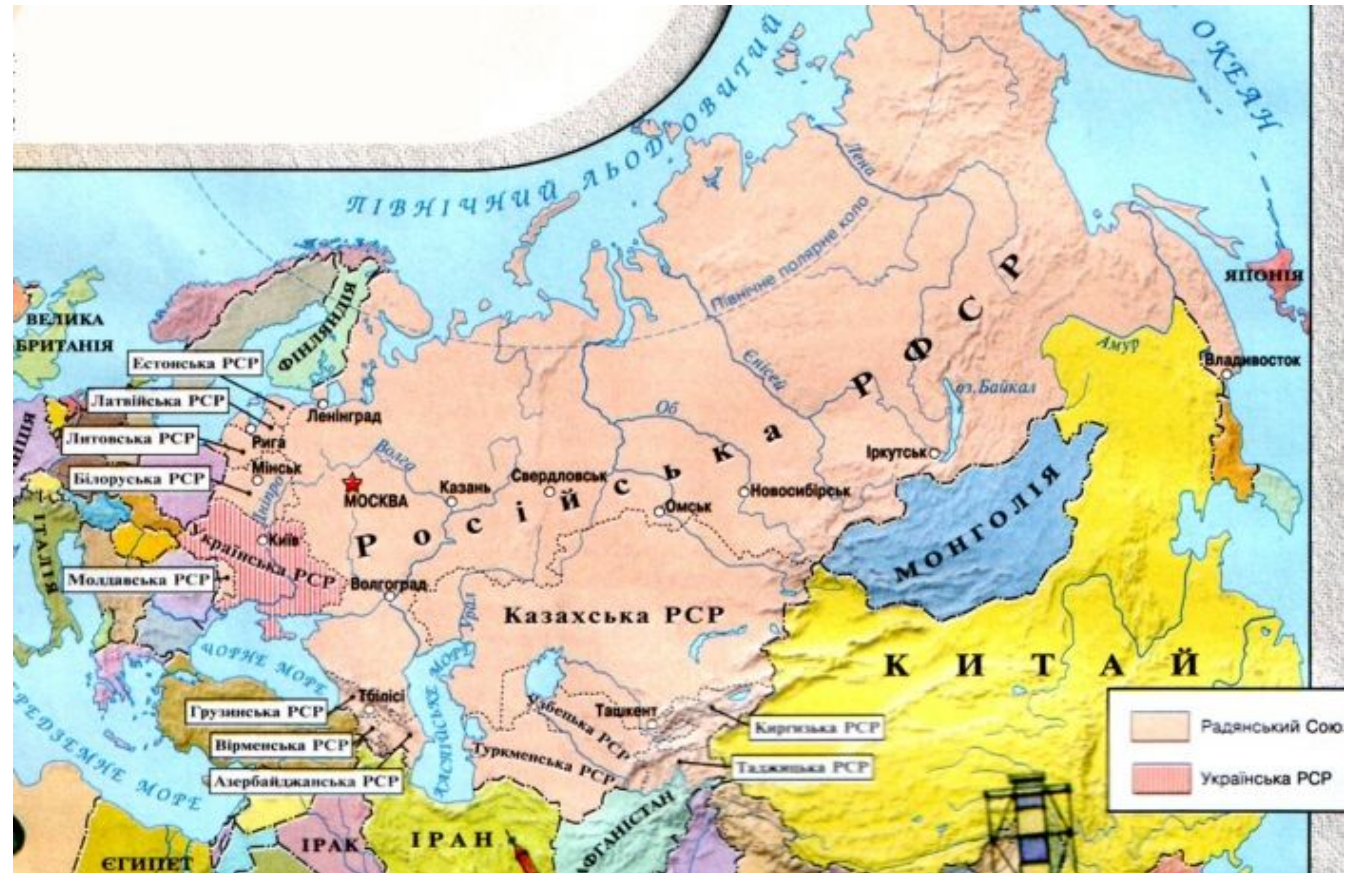 ОКЕАН
ПІВНІЧНИЙ ЛЬОДОВИТИЙ
Лена
Північне полярне коло
ЯПОНІЯ
ВЕЛИКА
БРИТАНІЯ
ФІНЛЯНДІЯ
Естонська РСР
Латвійська РСР
Литовська РСР
Білоруська РСР
Ленінград
Рига
Мінськ
Дніпро
Волга
МОСКВА
Казань
Свердловськ
Об
Єнисей
Омськ
Новосибірськ
Іркутськ
оз. Байкал
Амур
Владивосток
Російська РФСР
МОНГОЛІЯ
ІТАЛІЯ
Українська РСР
Київ
Молдавська РСР
Волгоград
Урал
Казахська РСР
КИТАЙ
ЧОРНЕ МОРЕ
КАСПІЙСЬКЕ МОРЕ
Тбілісі
Грузинська РСР
Вірменська РСР
Азербайджанська РСР
Узбецька РСР
Ташкент
Туркменська РСР
Киргизька РСР
Таджицька РСР
ЕРЕДЗЕМНЕ МОРЕ
ЄГИПЕТ
ІРАК
ІРАН
АФГАНІСТАН
Радянський Сою
Українська РСР